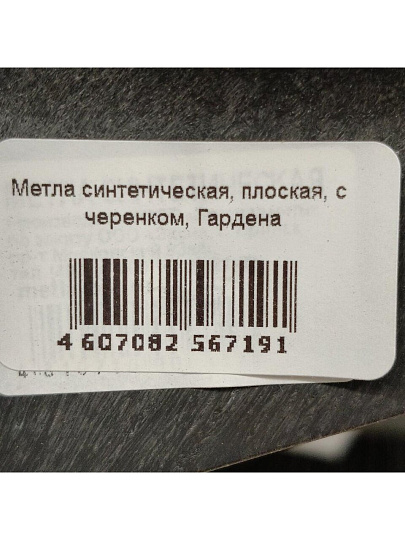 Метла синтетическая, плоская, с
черенком, Гардена
4 607082 567191